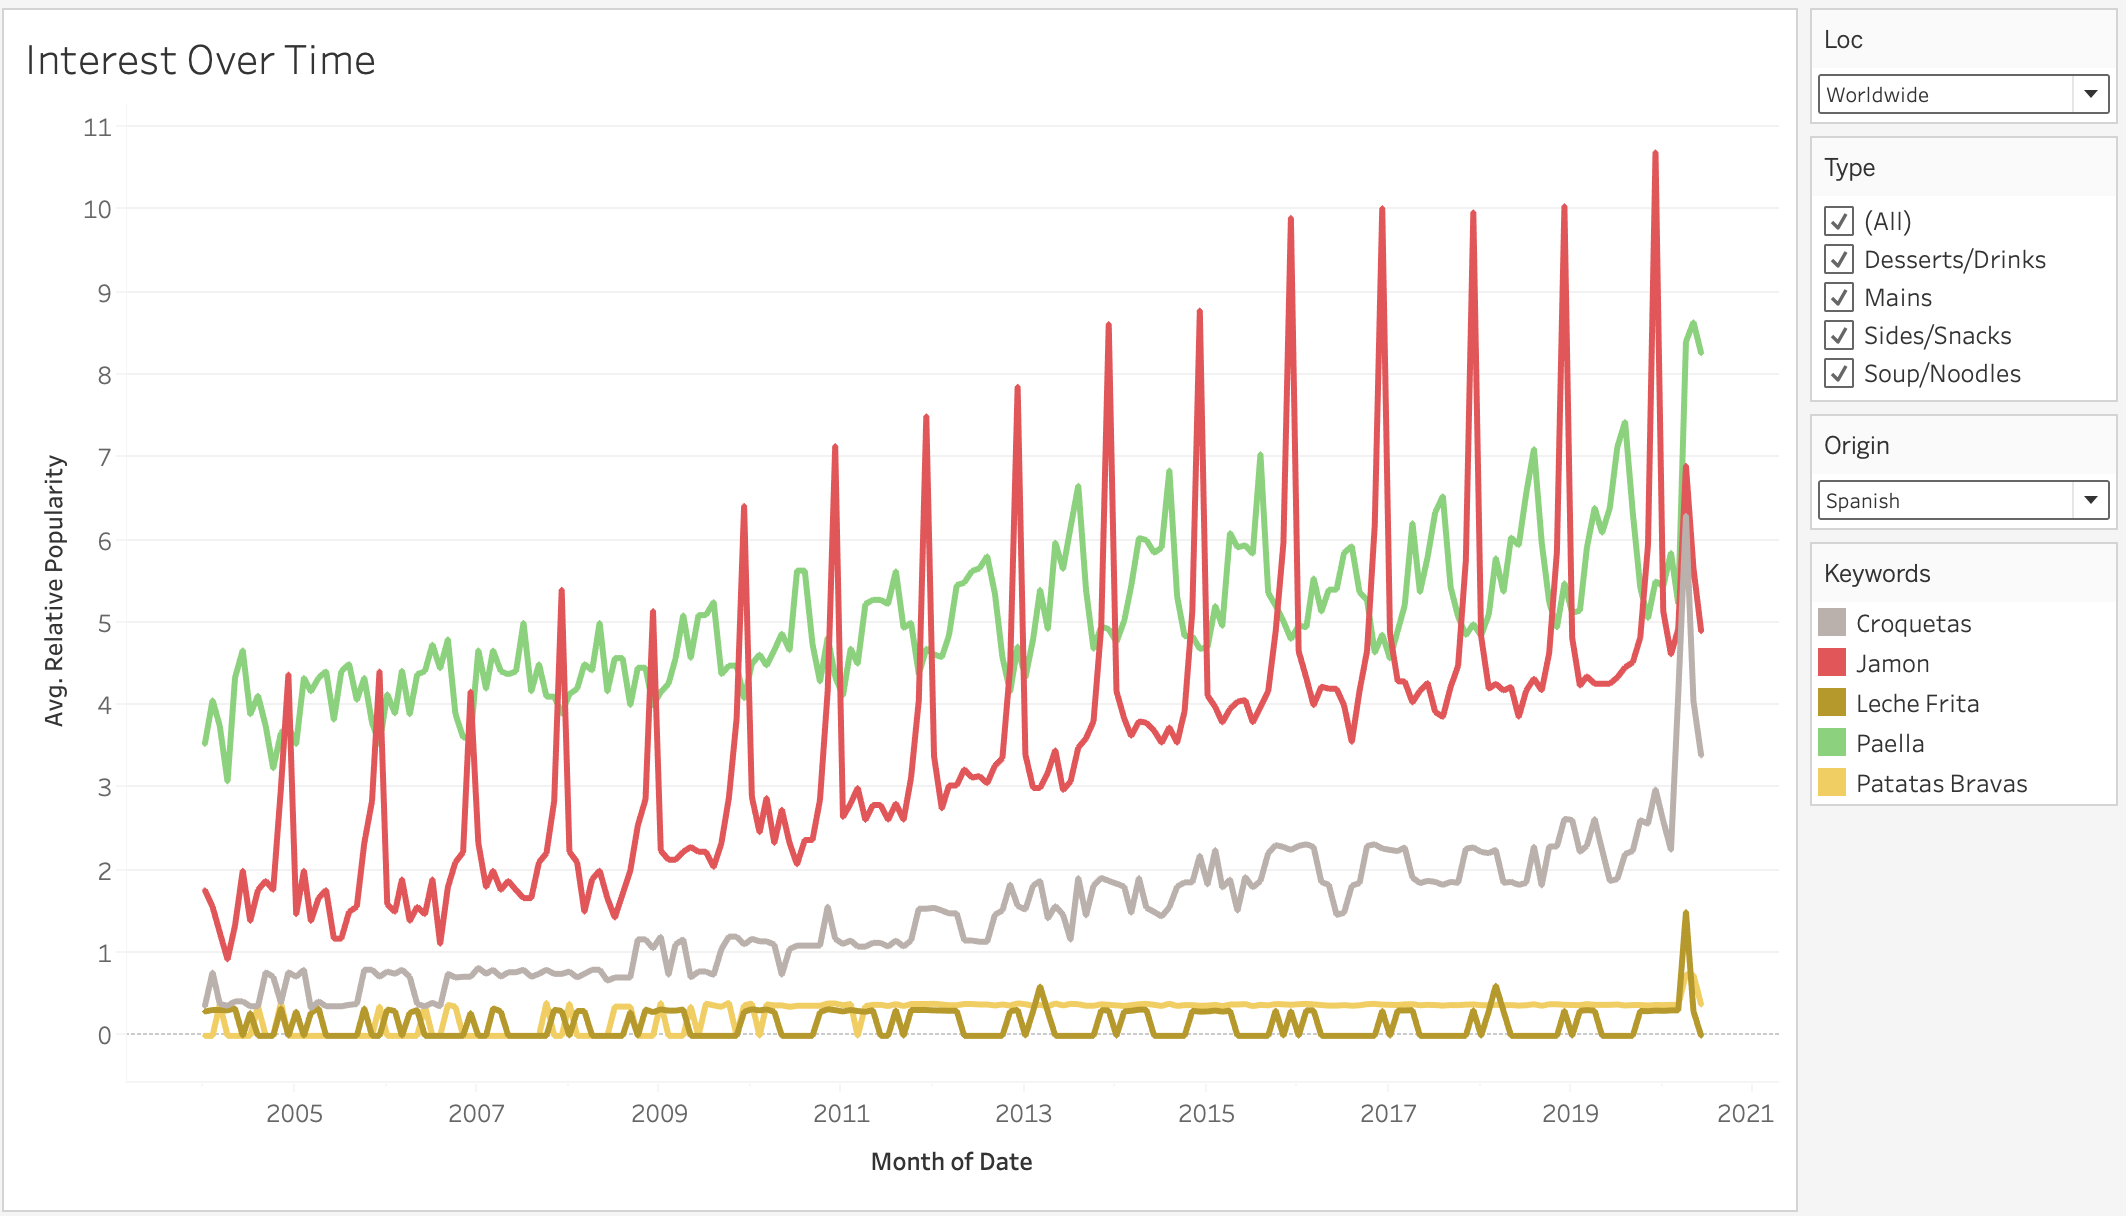 Interest Over Time
11
10
9
8
7
6
5
4
3
2
1
0
Avg. Relative Popularity
2005 2007 2009 2011 2013 2015 2017 2019 2021
Month of Date
Loc
Worldwide
Type
(All)
Desserts/Drinks
Mains
Sides/Snacks
Soup/Noodles
Origin
Spanish
Keywords
Croquetas
Jamon
Leche Frita
Paella
Patatas Bravas